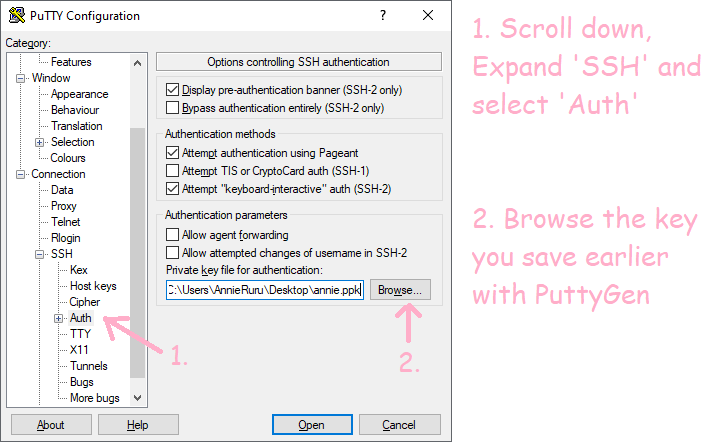 PuTTY Configuration
Category:
Features
Window
Appearance
Behaviour
Translation
Selection
Colours
Connection
Data
Proxy
Telnet
Rlogin
SSH
Kex
Host keys
Cipher
Auth
TTY
X11
Tunnels
Bugs
More bugs
Options controlling SSH authentication
Display pre-authentication banner (SSH-2 only)
Bypass authentication entirely (SSH-2 only)
Authentication methods
Attempt authentication using Pageant
Attempt TIS or CryptoCard auth (SSH-1)
Attempt "keyboard-interactive" auth (SSH-2)
Authentication parameters
Allow agent forwarding
Allow attempted changes of username in SSH-2
Private key file for authentication:
C:\Users\AnnieRuru\Desktop\annie.ppk
Browse...
1.
2.
About
Help
Open
Cancel
1. Scroll down,
Expand 'SSH' and
select 'Auth'
2. Browse the key
you save earlier
with PuttyGen